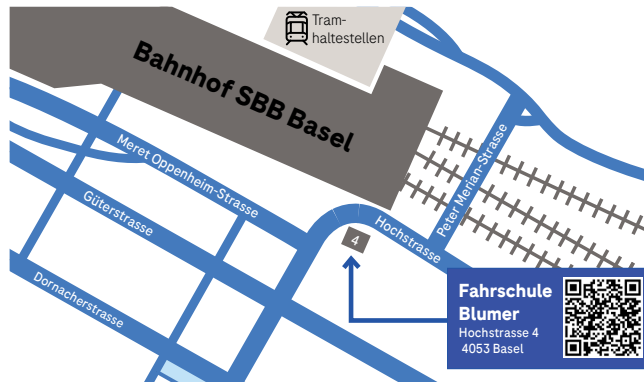 Tram-
haltestellen
Bahnhof SBB Basel
Meret Oppenheim-Strasse
Peter Merian-Strasse
Güterstrasse
Hochstrasse
4
Dornacherstrasse
Fahrschule
Blumer
Hochstrasse 4
4053 Basel